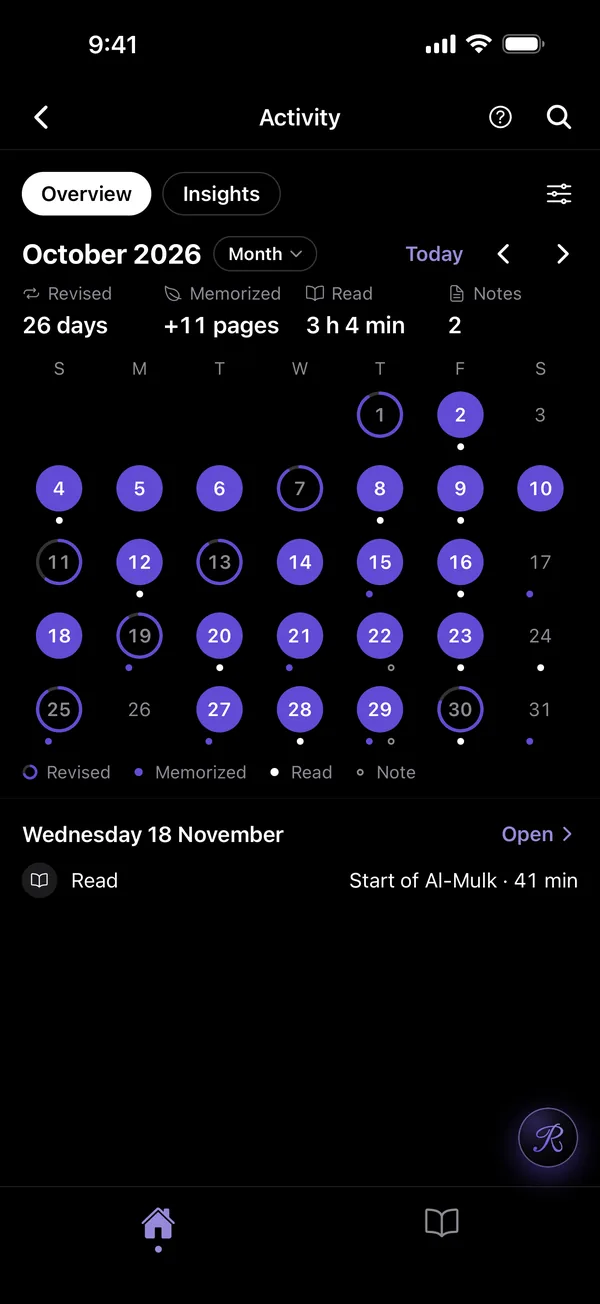 9:41
Activity
Overview Insights
October 2026 Month Today
Revised Memorized Read Notes
26 days +11 pages 3 h 4 min 2
S M T W T F S
1 2 3
4 5 6 7 8 9 10
11 12 13 14 15 16 17
18 19 20 21 22 23 24
25 26 27 28 29 30 31
Revised Memorized Read Note
Wednesday 18 November Open
Read Start of Al-Mulk · 41 min
R